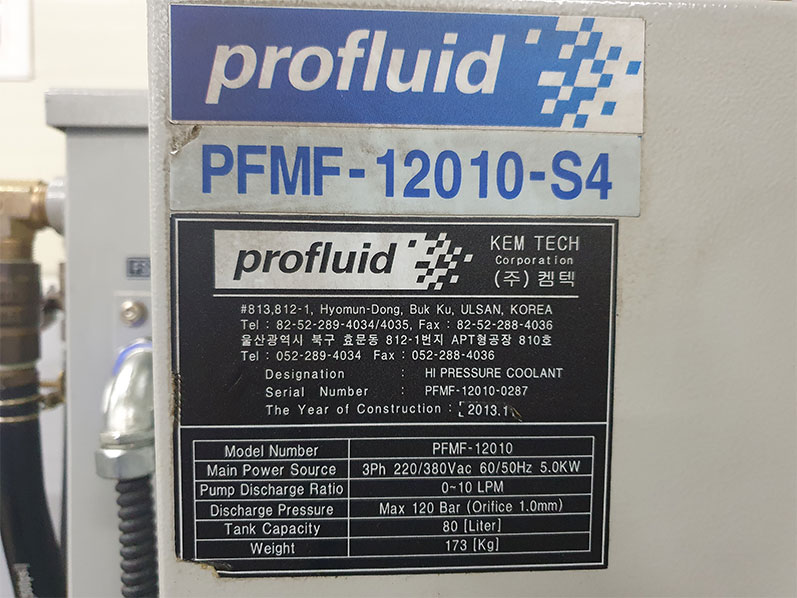 profluid
PFMF-12010-S4
profluid
KEM TECH
Corporation
(주) 켐텍
#813,812-1, Hyomun-Dong, Buk Ku, ULSAN, KOREA
Tel : 82-52-289-4034/4035, Fax : 82-52-288-4036
울산광역시 북구 효문동 812-1번지 APT형공장 810호
Tel : 052-289-4034 Fax : 052-288-4036
Designation : HI PRESSURE COOLANT
Serial Number : PFMF-12010-0287
The Year of Construction : 2013.1
Model Number PFMF-12010
Main Power Source 3Ph 220/380Vac 60/50Hz 5.0KW
Pump Discharge Ratio 0~10 LPM
Discharge Pressure Max 120 Bar (Orifice 1.0mm)
Tank Capacity 80 [Liter]
Weight 173 [Kg]